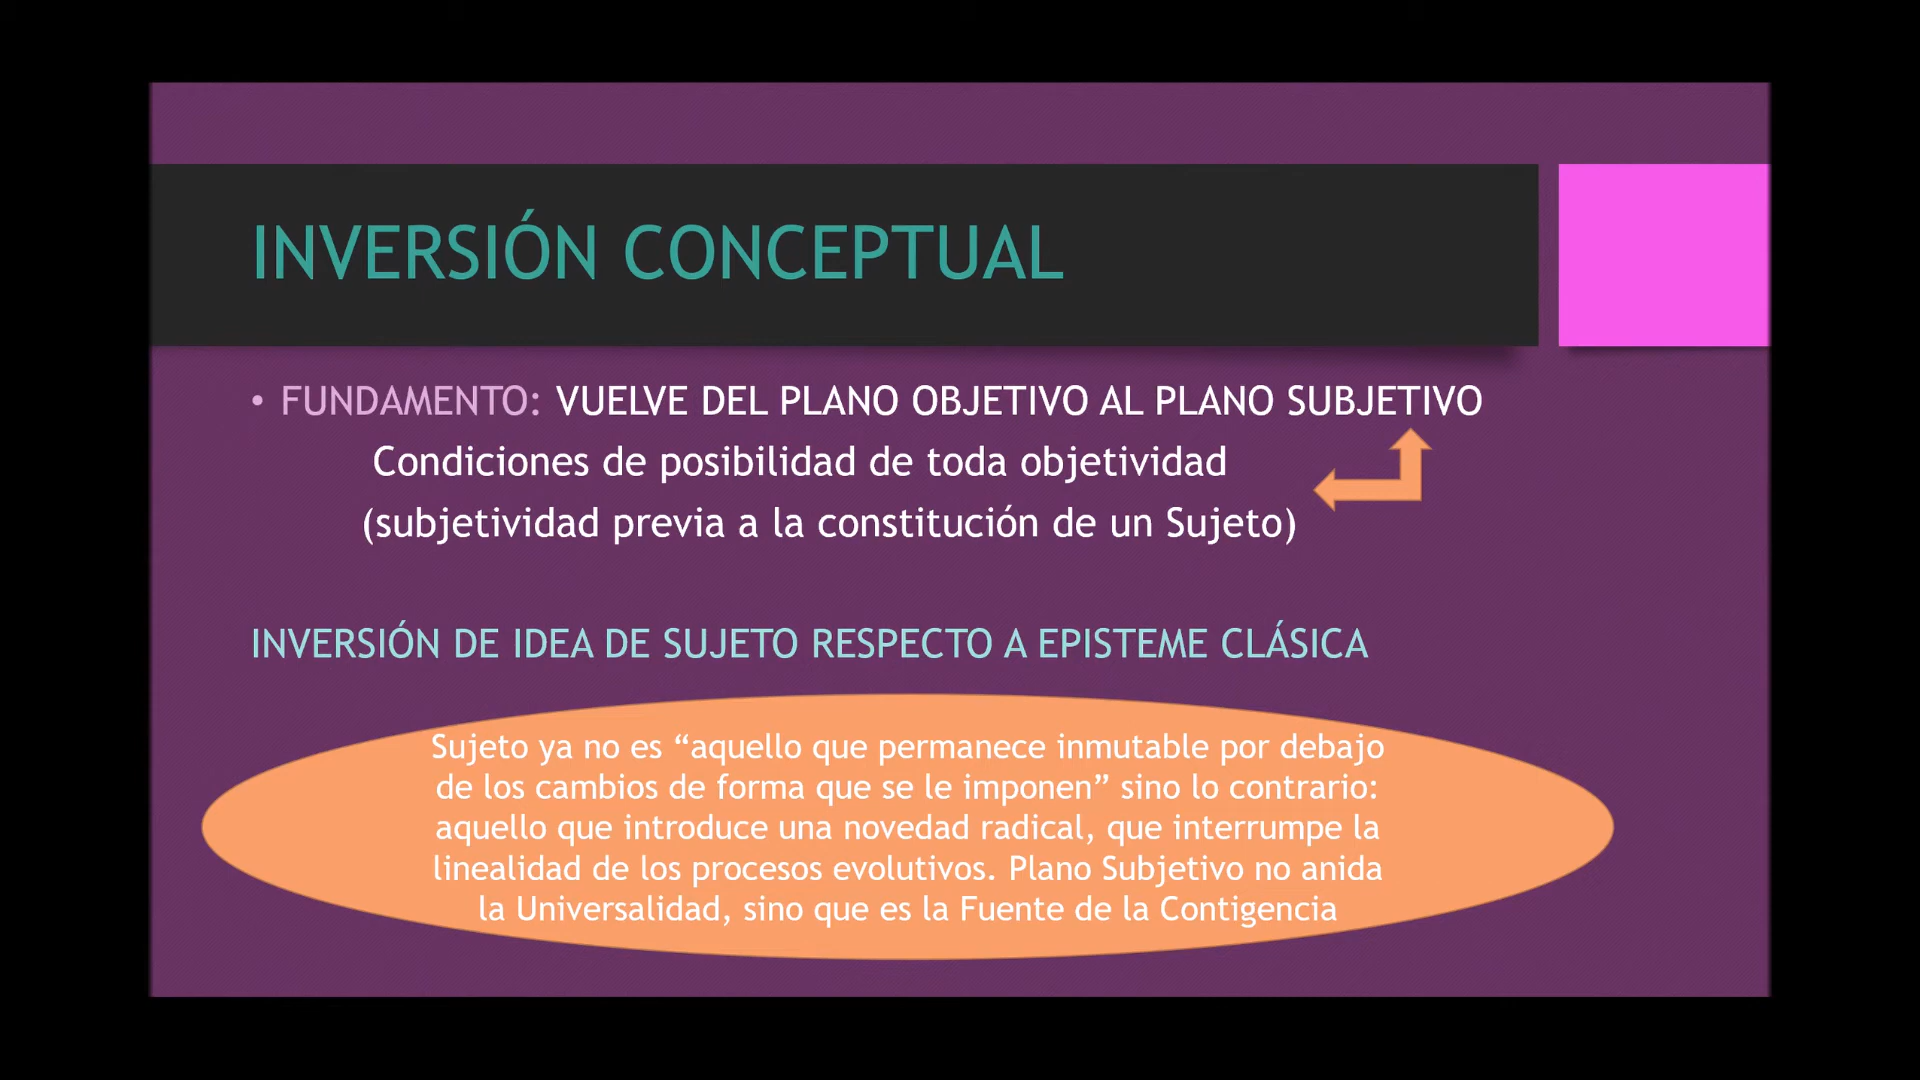 INVERSIÓN CONCEPTUAL
• FUNDAMENTO: VUELVE DEL PLANO OBJETIVO AL PLANO SUBJETIVO
Condiciones de posibilidad de toda objetividad
(subjetividad previa a la constitución de un Sujeto)
INVERSIÓN DE IDEA DE SUJETO RESPECTO A EPISTEME CLÁSICA
Sujeto ya no es “aquello que permanece inmutable por debajo
de los cambios de forma que se le imponen” sino lo contrario:
aquello que introduce una novedad radical, que interrumpe la
linealidad de los procesos evolutivos. Plano Subjetivo no anida
la Universalidad, sino que es la Fuente de la Contigencia